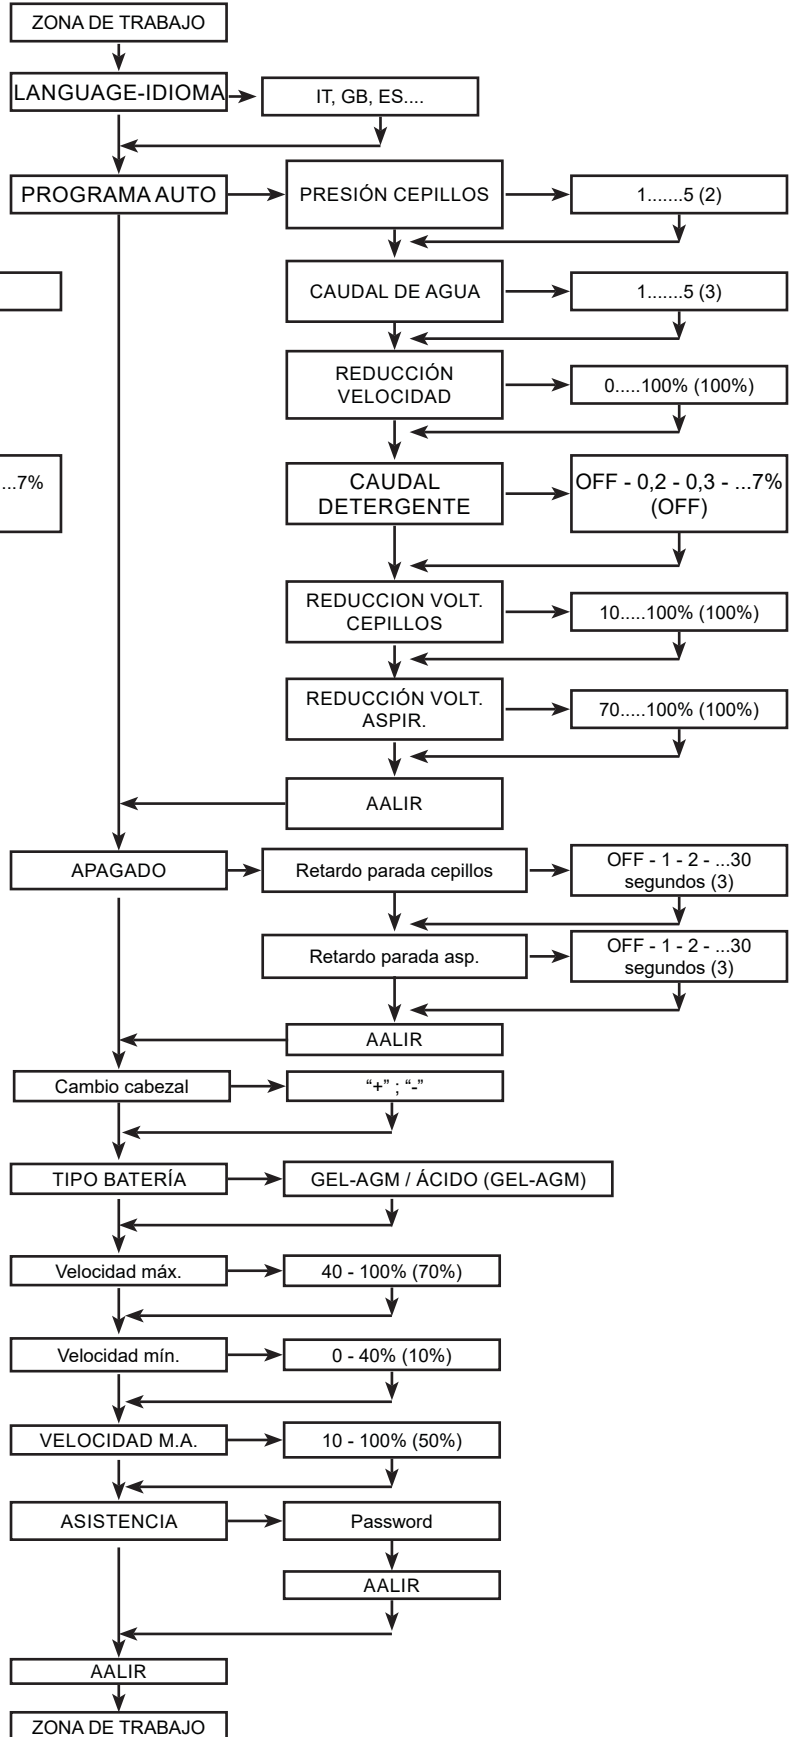 ZONA DE TRABAJO
LANGUAGE-IDIOMA
IT, GB, ES....
PROGRAMA AUTO
PRESIÓN CEPILLOS
1.......5 (2)
CAUDAL DE AGUA
1.......5 (3)
REDUCCIÓN
VELOCIDAD
0.....100% (100%)
...7%
CAUDAL
DETERGENTE
OFF - 0,2 - 0,3 - ...7%
(OFF)
REDUCCION VOLT.
CEPILLOS
10.....100% (100%)
REDUCCIÓN VOLT.
ASPIR.
70.....100% (100%)
AALIR
APAGADO
Retardo parada cepillos
OFF - 1 - 2 - ...30
segundos (3)
Retardo parada asp.
OFF - 1 - 2 - ...30
segundos (3)
AALIR
Cambio cabezal
“+” ; “-”
TIPO BATERÍA
GEL-AGM / ÁCIDO (GEL-AGM)
Velocidad máx.
40 - 100% (70%)
Velocidad mín.
0 - 40% (10%)
VELOCIDAD M.A.
10 - 100% (50%)
ASISTENCIA
Password
AALIR
AALIR
ZONA DE TRABAJO